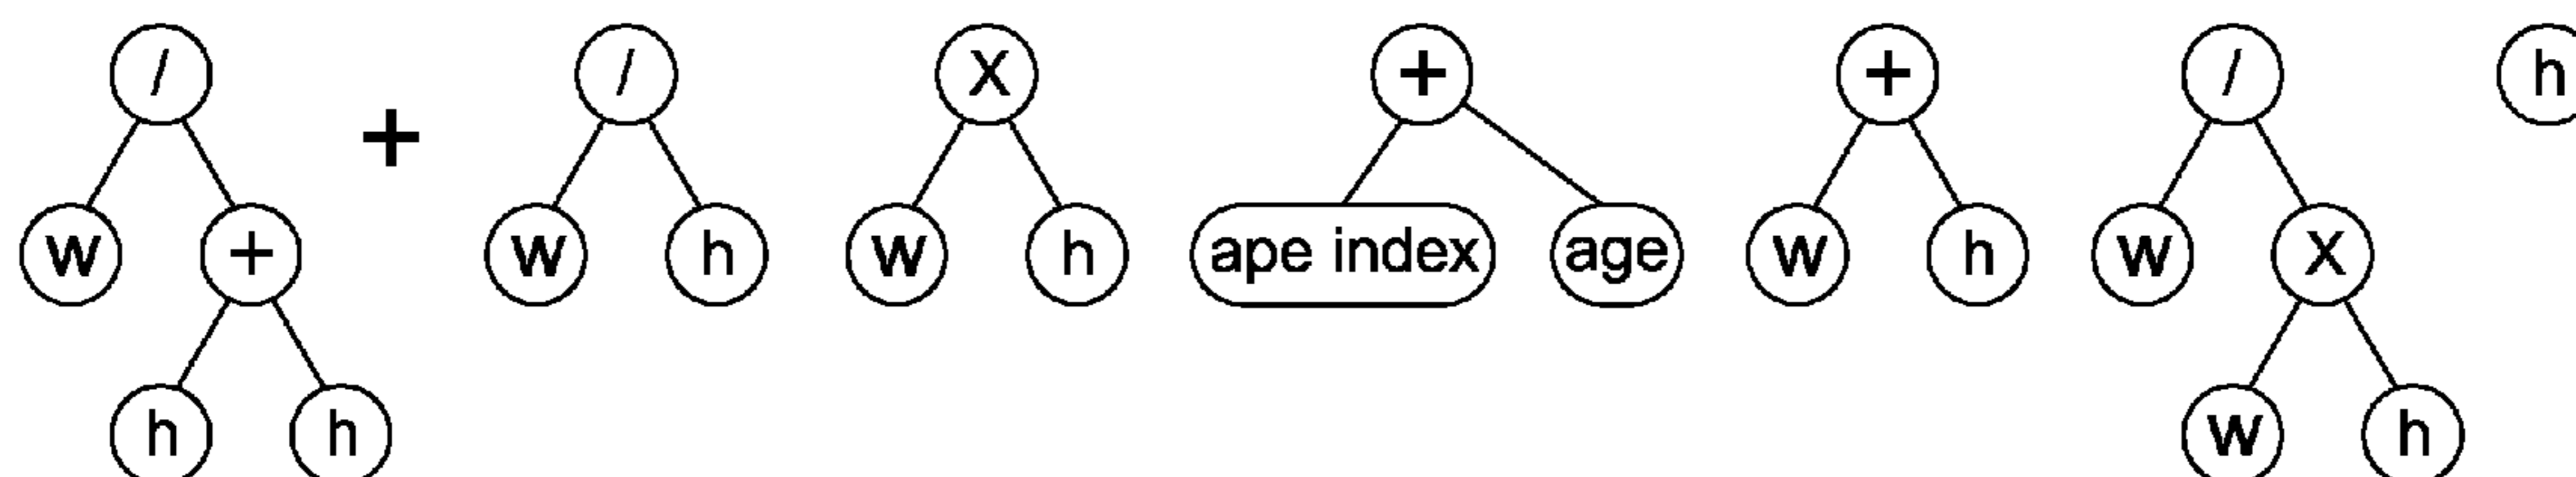 / + / X + + / h
w + w h w h ape index age w h w X
h h w h